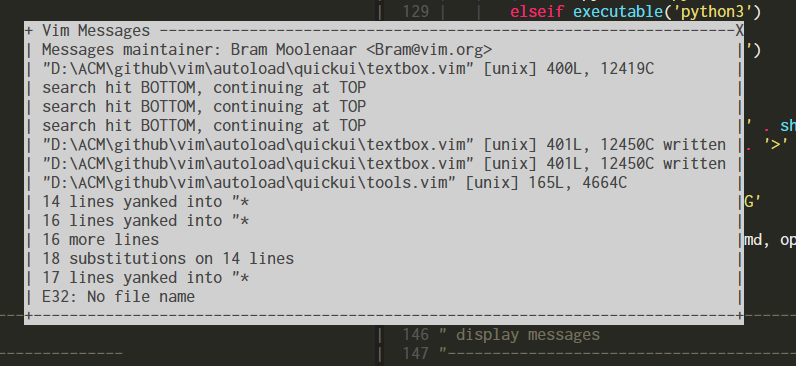 129 elseif executable('python3')
+ Vim Messages ----------------------------------------------------------------X
| Messages maintainer: Bram Moolenaar <Bram@vim.org> |')
| "D:\ACM\github\vim\autoload\quickui\textbox.vim" [unix] 400L, 12419C |
| search hit BOTTOM, continuing at TOP |
| search hit BOTTOM, continuing at TOP |
| search hit BOTTOM, continuing at TOP |' . sh
| "D:\ACM\github\vim\autoload\quickui\textbox.vim" [unix] 401L, 12450C written |. '>'
| "D:\ACM\github\vim\autoload\quickui\textbox.vim" [unix] 401L, 12450C written |
| "D:\ACM\github\vim\autoload\quickui\tools.vim" [unix] 165L, 4664C |
| 14 lines yanked into "* |G'
| 16 lines yanked into "* |
| 16 more lines |md, op
| 18 substitutions on 14 lines |
| 17 lines yanked into "* |
| E32: No file name |
---+------------------------------------------------------------------------------+------
| 146 " display messages
------------- | 147 "---------------------------------------